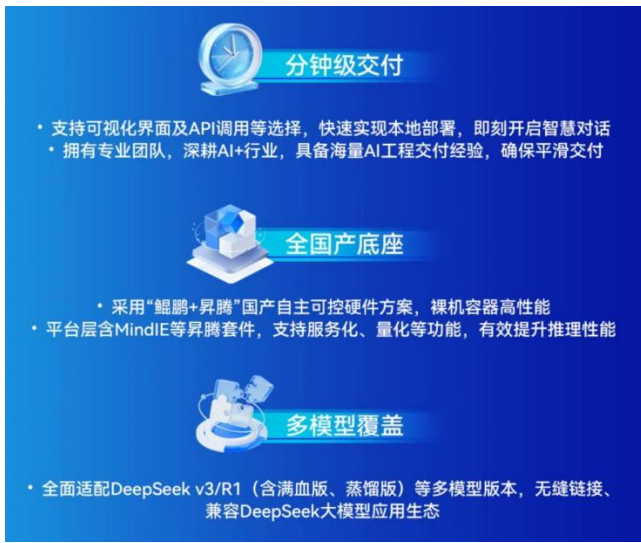 分钟级交付
• 支持可视化界面及API调用等选择，快速实现本地部署，即刻开启智慧对话
• 拥有专业团队，深耕AI+行业，具备海量AI工程交付经验，确保平滑交付
全国产底座
• 采用“鲲鹏+昇腾”国产自主可控硬件方案，裸机容器高性能
• 平台层含MindIE等昇腾套件，支持服务化、量化等功能，有效提升推理性能
多模型覆盖
• 全面适配DeepSeek v3/R1（含满血版、蒸馏版）等多模型版本，无缝链接、
兼容DeepSeek大模型应用生态